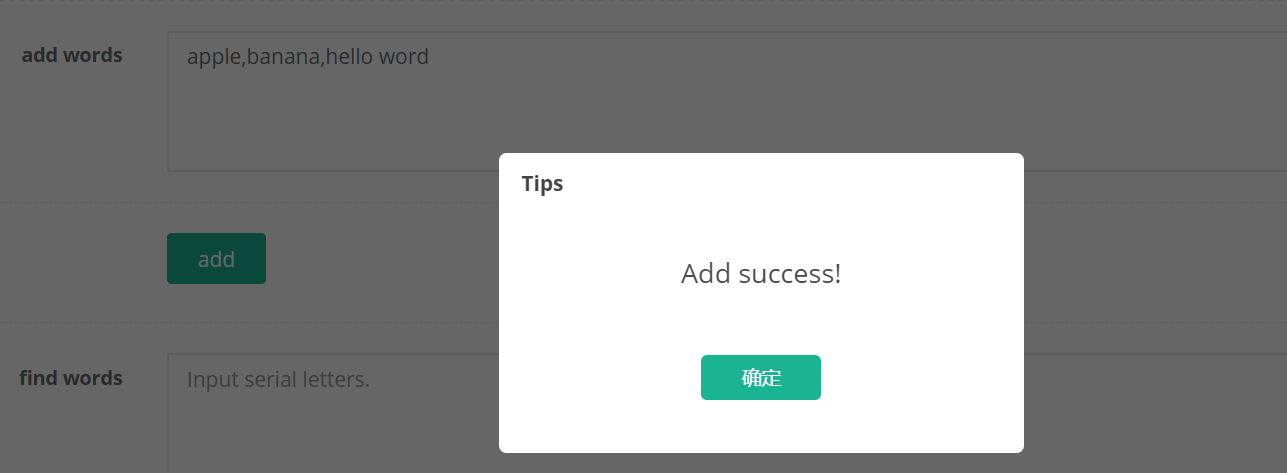 add words
apple,banana,hello word
Tips
Add success!
确定
add
find words
Input serial letters.